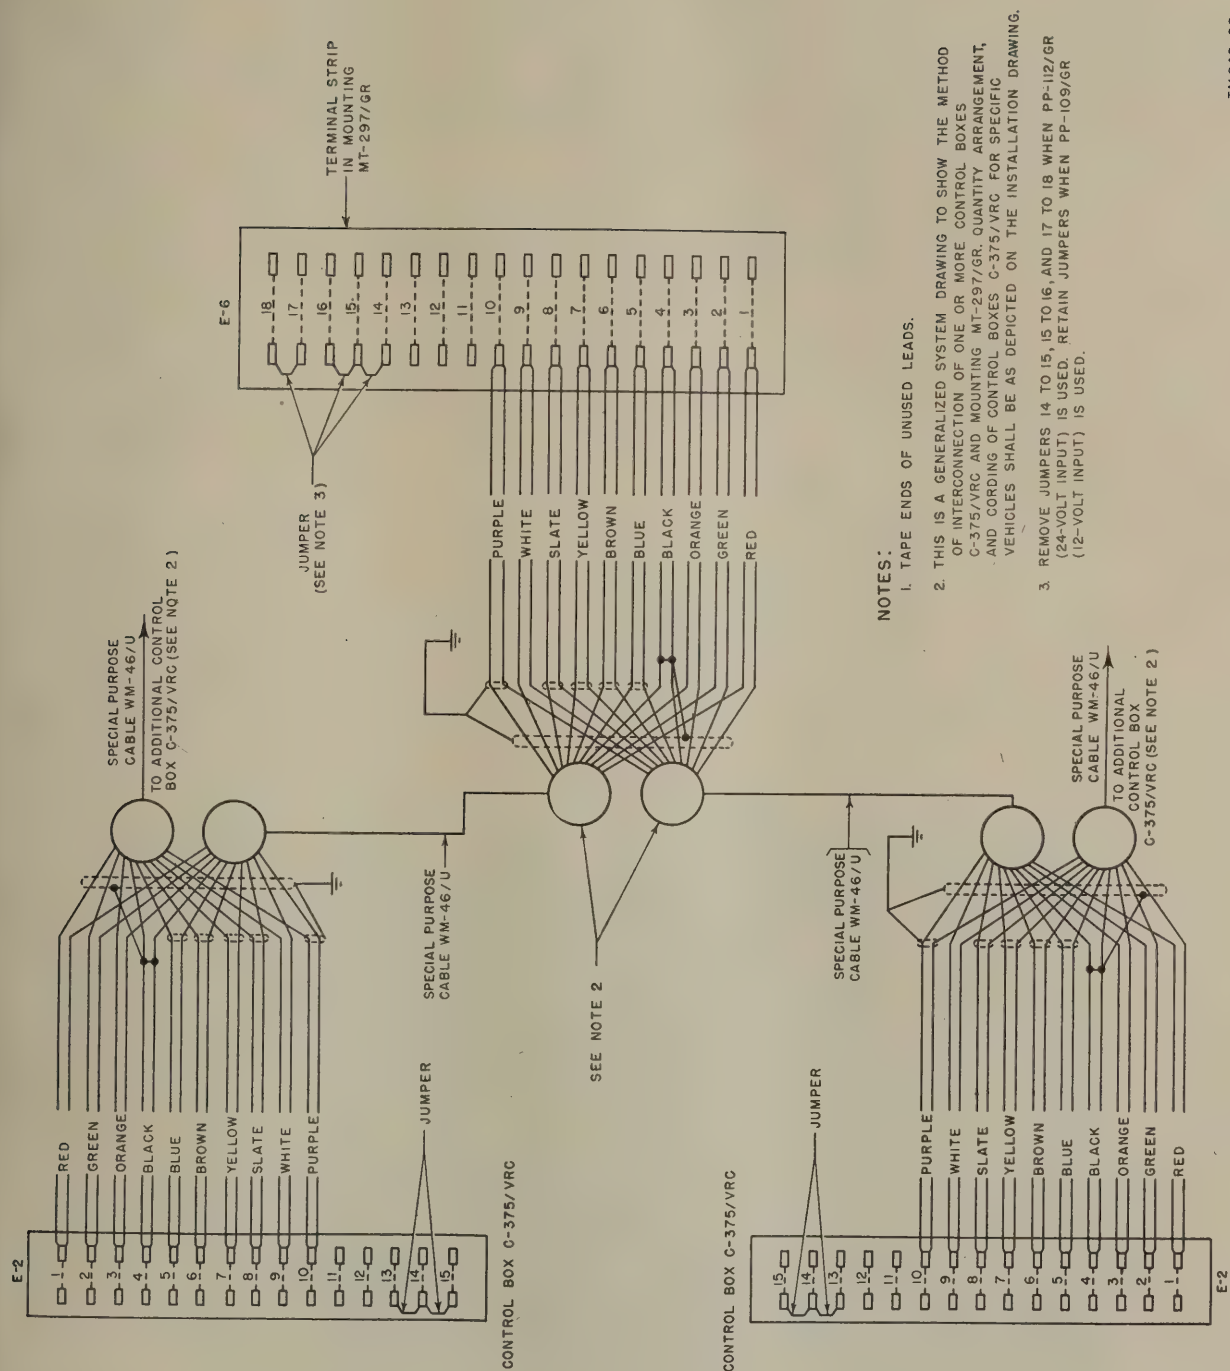 TERMINAL STRIP
IN MOUNTING
MT-297/GR
E-6
18
17
16
15
14
13
12
11
10
9
8
7
6
5
4
3
2
1
JUMPER
(SEE NOTE 3)
PURPLE
WHITE
SLATE
YELLOW
BROWN
BLUE
BLACK
ORANGE
GREEN
RED
SPECIAL PURPOSE
CABLE WM-46/U
TO ADDITIONAL CONTROL
BOX C-375/VRC (SEE NOTE 2)
SPECIAL PURPOSE
CABLE WM-46/U
SEE NOTE 2
E-2
1
2
3
4
5
6
7
8
9
10
11
12
13
14
15
RED
GREEN
ORANGE
BLACK
BLUE
BROWN
YELLOW
SLATE
WHITE
PURPLE
JUMPER
CONTROL BOX C-375/VRC
SPECIAL PURPOSE
CABLE WM-46/U
SPECIAL PURPOSE
CABLE WM-46/U
TO ADDITIONAL
CONTROL BOX
C-375/VRC (SEE NOTE 2)
CONTROL BOX C-375/VRC
JUMPER
15
14
13
12
11
10
9
8
7
6
5
4
3
2
1
PURPLE
WHITE
SLATE
YELLOW
BROWN
BLUE
BLACK
ORANGE
GREEN
RED
E-2
NOTES:
1. TAPE ENDS OF UNUSED LEADS.
2. THIS IS A GENERALIZED SYSTEM DRAWING TO SHOW THE METHOD
OF INTERCONNECTION OF ONE OR MORE CONTROL BOXES
C-375/VRC AND MOUNTING MT-297/GR. QUANTITY ARRANGEMENT,
AND CORDING OF CONTROL BOXES C-375/VRC FOR SPECIFIC
VEHICLES SHALL BE AS DEPICTED ON THE INSTALLATION DRAWING.
3. REMOVE JUMPERS 14 TO 15, 15 TO 16, AND 17 TO 18 WHEN PP-112/GR
(24-VOLT INPUT) IS USED. RETAIN JUMPERS WHEN PP-109/GR
(12-VOLT INPUT) IS USED.